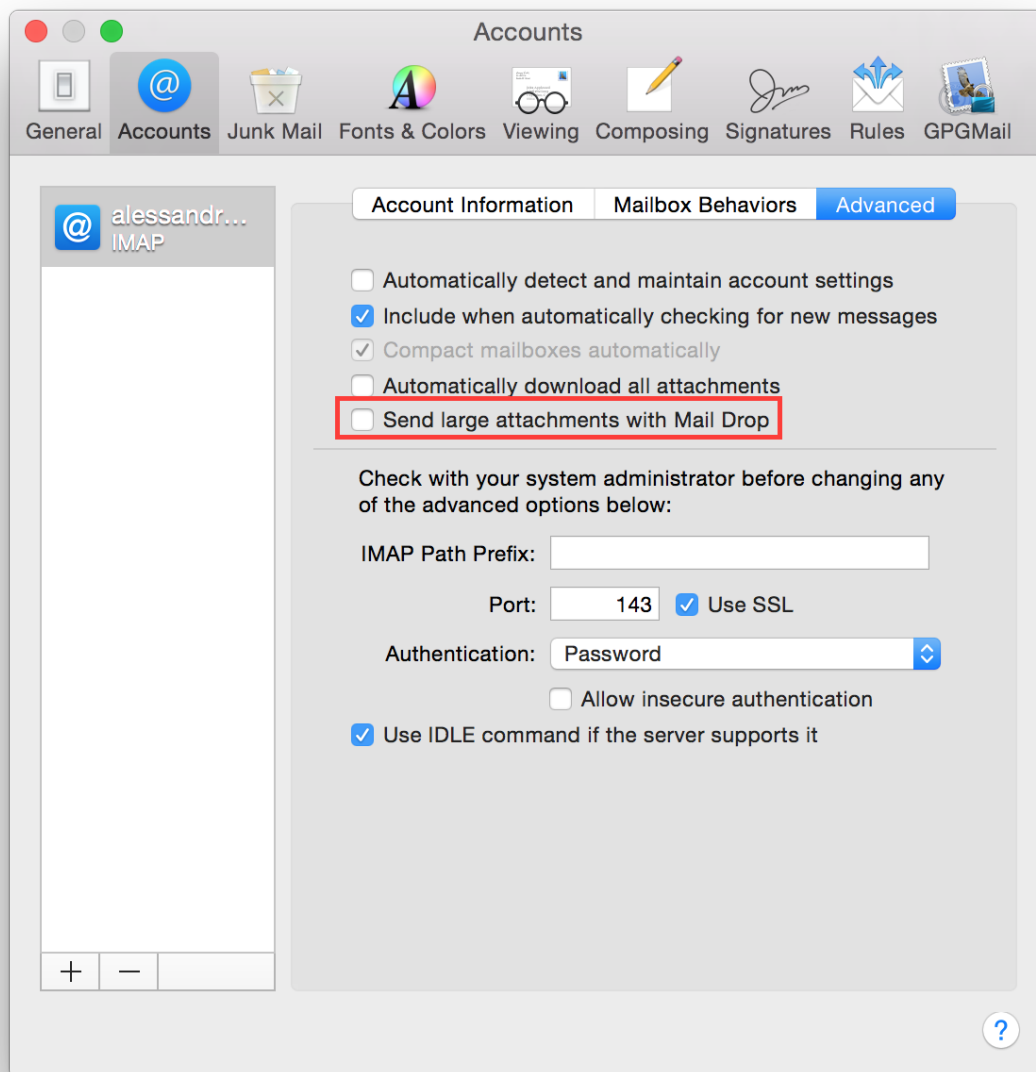 Accounts
General Accounts Junk Mail Fonts & Colors Viewing Composing Signatures Rules GPGMail
alessandr...
IMAP
Account Information Mailbox Behaviors Advanced
Automatically detect and maintain account settings
Include when automatically checking for new messages
Compact mailboxes automatically
Automatically download all attachments
Send large attachments with Mail Drop
Check with your system administrator before changing any
of the advanced options below:
IMAP Path Prefix:
Port: 143 Use SSL
Authentication: Password
Allow insecure authentication
Use IDLE command if the server supports it